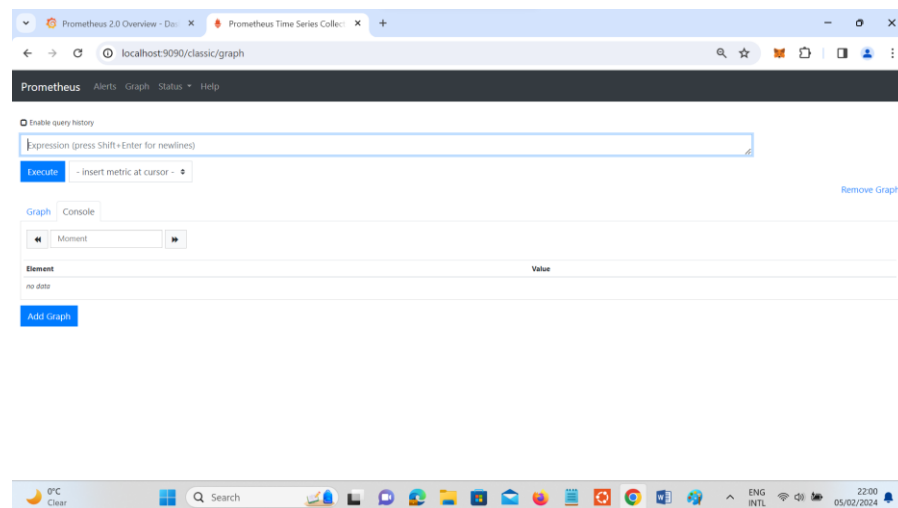 Prometheus 2.0 Overview - Das
Prometheus Time Series Collect
localhost:9090/classic/graph
Prometheus Alerts Graph Status Help
Enable query history
Expression (press Shift+Enter for newlines)
Execute - insert metric at cursor -
Remove Graph
Graph Console
Moment
Element Value
no data
Add Graph
0°C
Clear
Search
ENG
INTL
22:00
05/02/2024